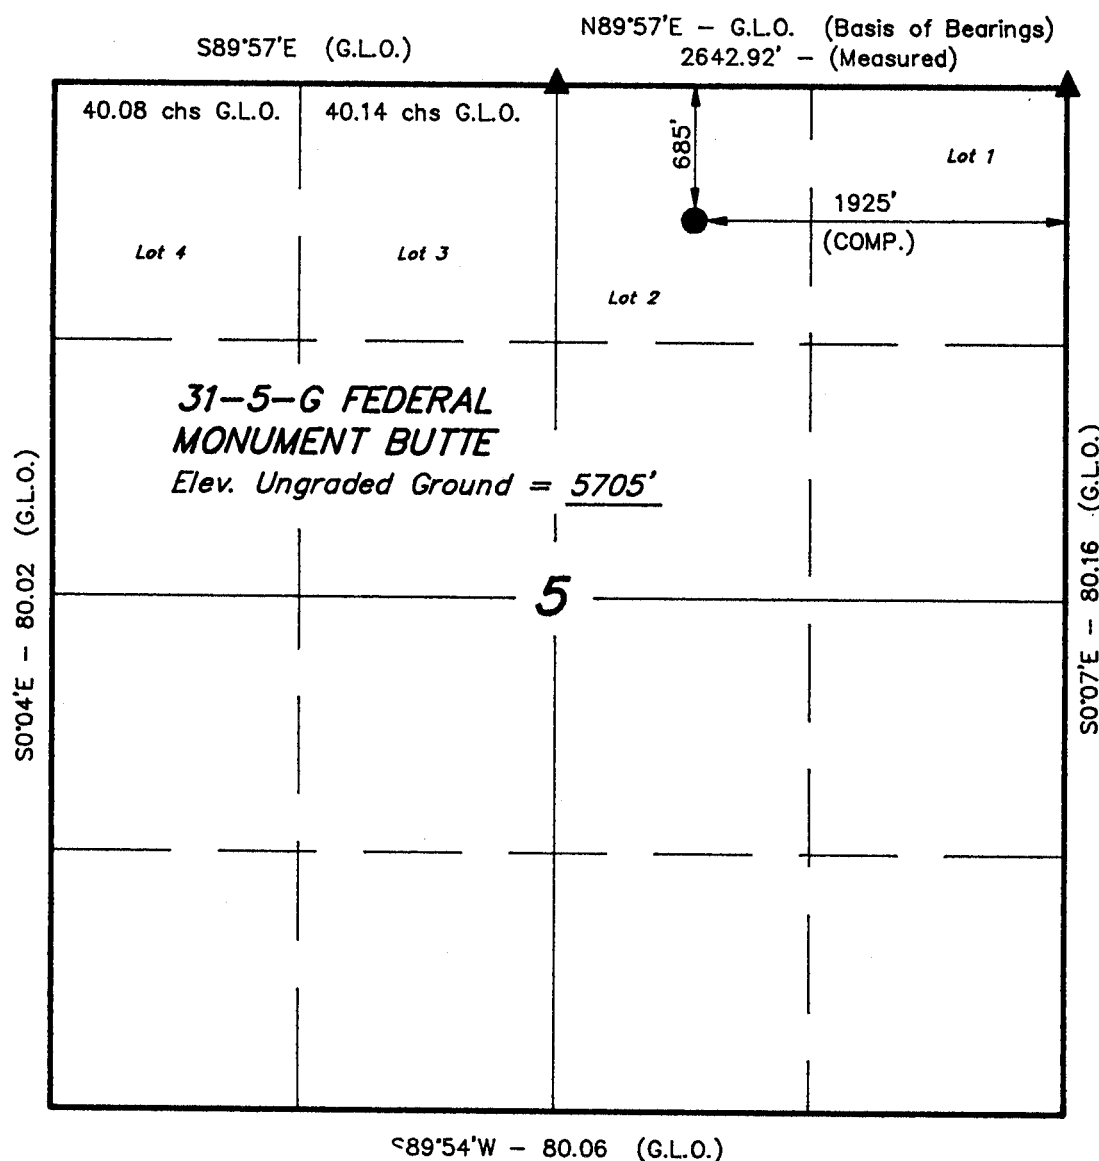 S89°57'E (G.L.O.)
N89°57'E – G.L.O. (Basis of Bearings)
2642.92' – (Measured)
40.08 chs G.L.O.
40.14 chs G.L.O.
685'
Lot 1
1925'
(COMP.)
Lot 4
Lot 3
Lot 2
31–5–G FEDERAL
MONUMENT BUTTE
Elev. Ungraded Ground = 5705'
S0°04'E – 80.02 (G.L.O.)
S0°07'E – 80.16 (G.L.O.)
5
S89°54'W – 80.06 (G.L.O.)